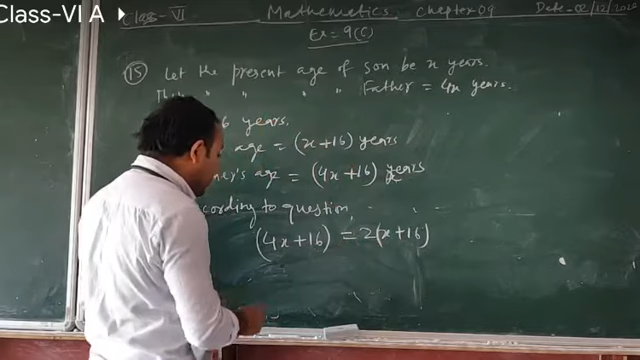 Class-VI A
Class-VI Mathematics Chepter-09 Date-02/12/2025
Ex = 9(C)
(15) Let the present age of son be x years.
Then " " " " Father = 4x years.
6 years.
age = (x+16) years
's age = (4x+16) years
ccording to question,
(4x+16) = 2(x+16)